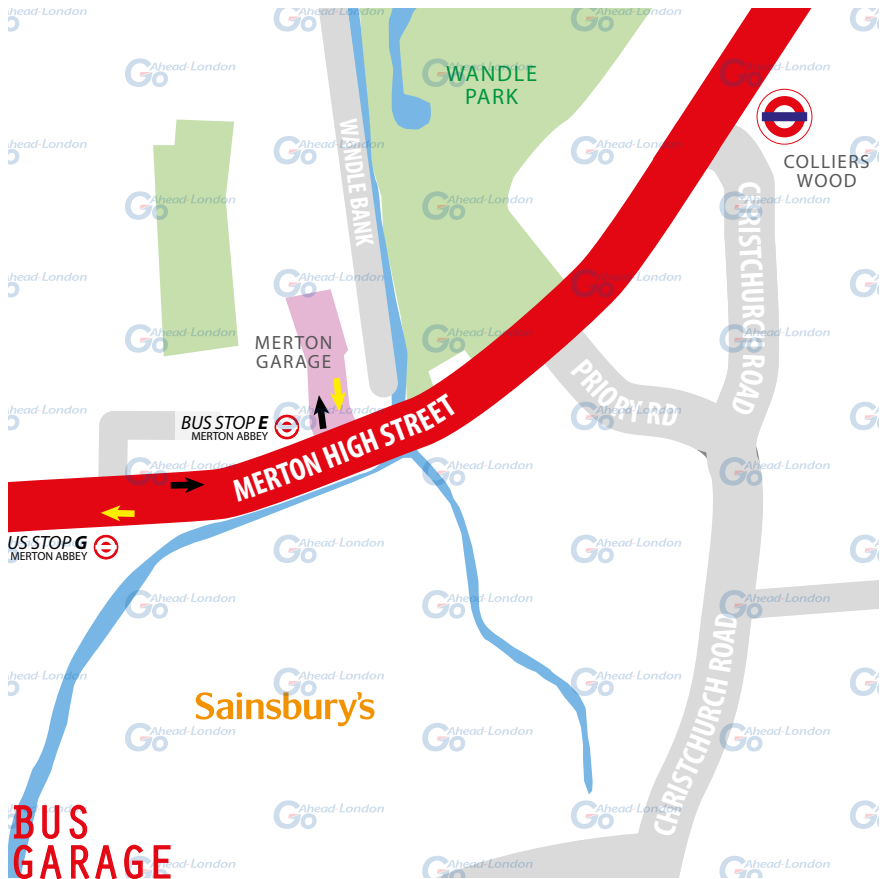 WANDLE
PARK
COLLIERS
WOOD
WANDLE BANK
CHRISTCHURCH ROAD
MERTON
GARAGE
PRIORY RD
BUS STOP E
MERTON ABBEY
MERTON HIGH STREET
US STOP G
MERTON ABBEY
CHRISTCHURCH ROAD
Sainsbury's
BUS
GARAGE
Go Ahead-London